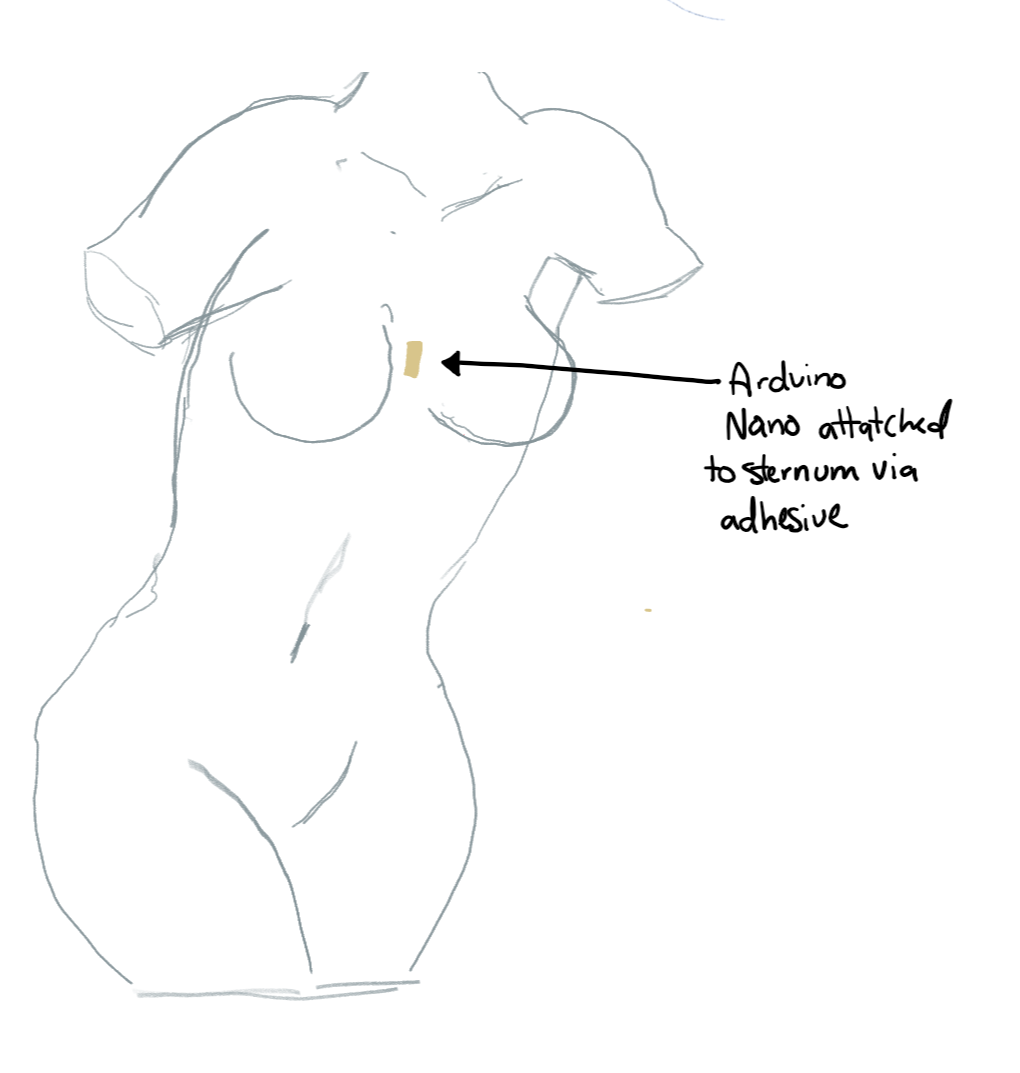 Arduino
Nano attatched
to sternum via
adhesive